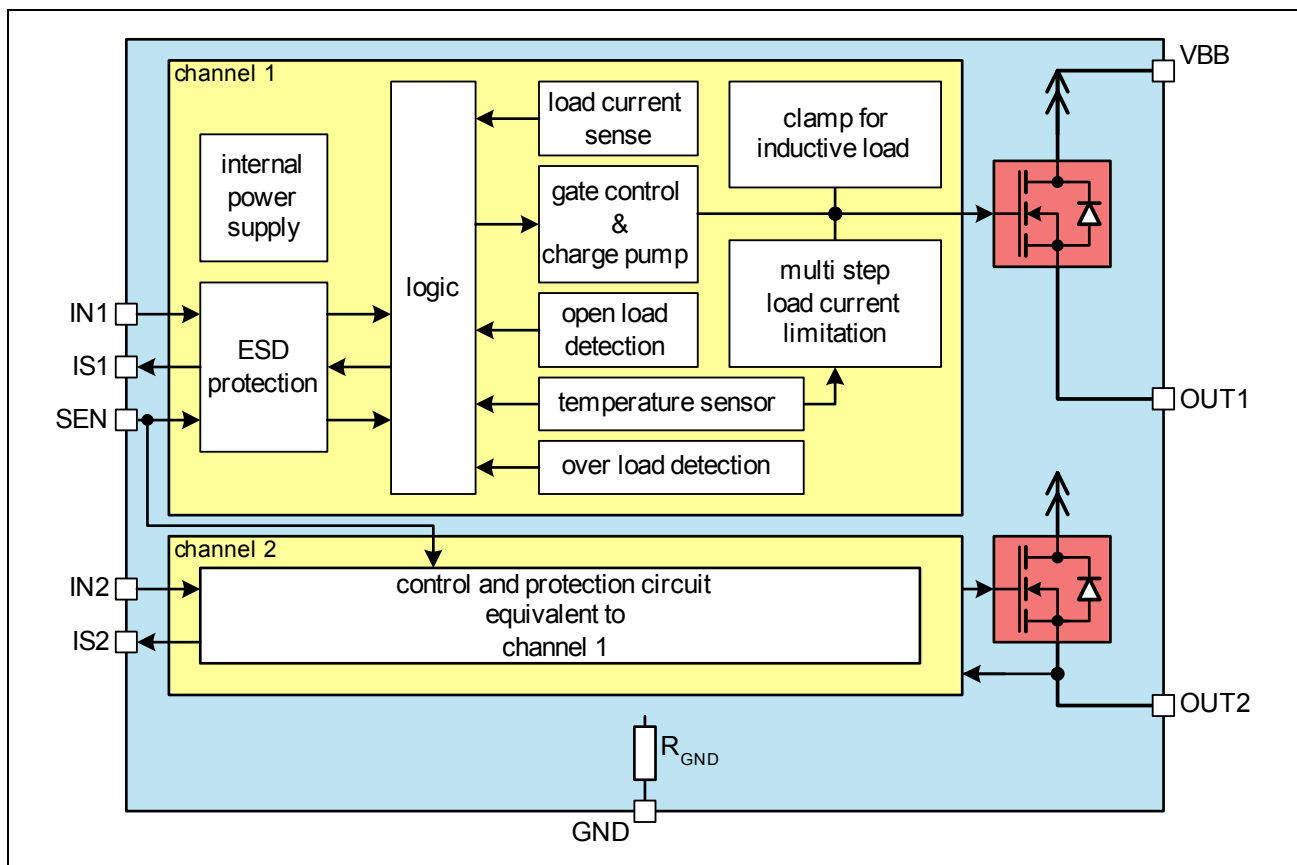 VBB
channel 1
load current
sense
clamp for
inductive load
internal
power
supply
gate control
&
charge pump
logic
multi step
load current
limitation
IN1
IS1
SEN
ESD
protection
open load
detection
temperature sensor
over load detection
OUT1
channel 2
IN2
IS2
control and protection circuit
equivalent to
channel 1
OUT2
RGND
GND